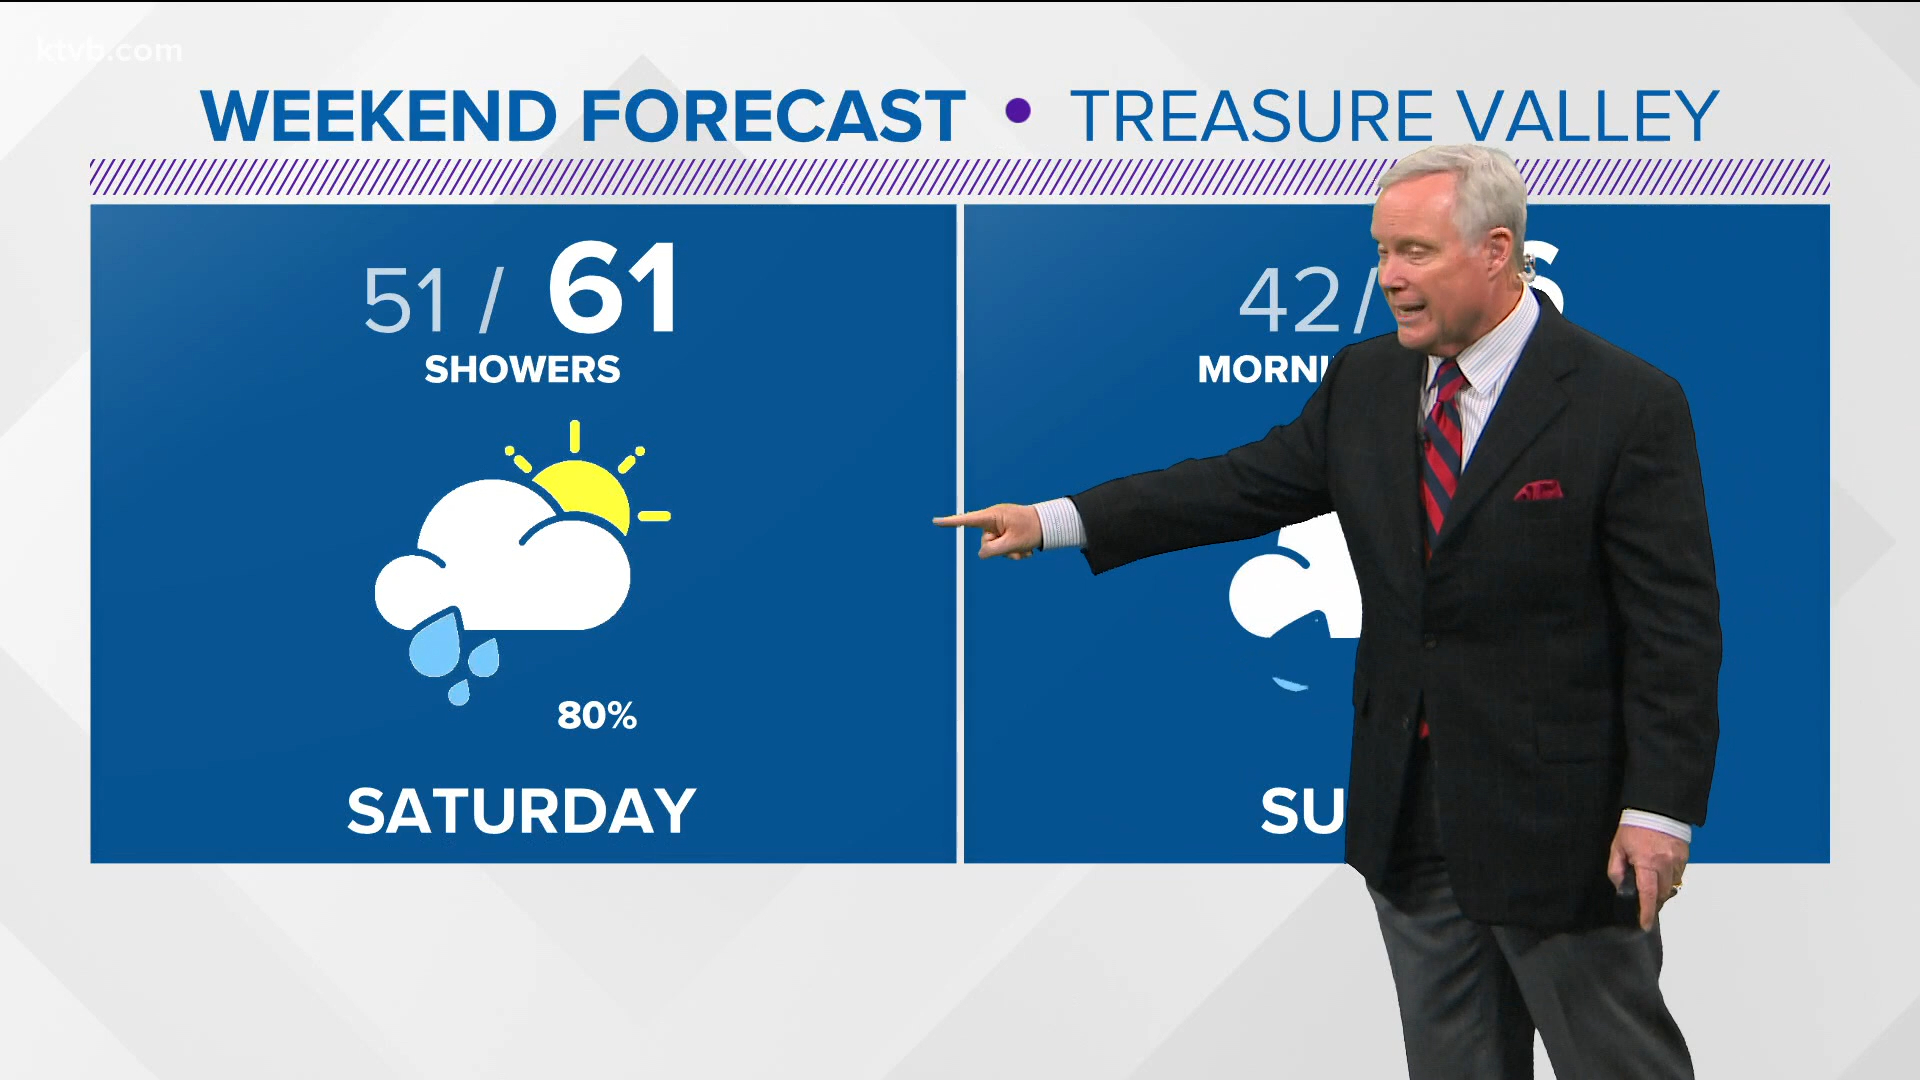 ktvb.com
WEEKEND FORECAST • TREASURE VALLEY
51 / 61
SHOWERS
80%
SATURDAY
42/